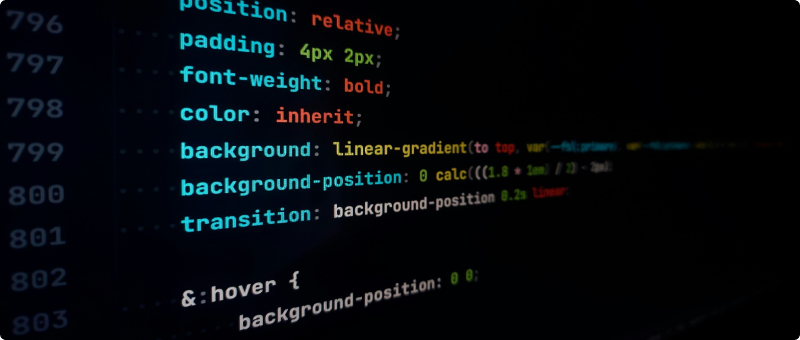 796 position: relative;
797 padding: 4px 2px;
798 font-weight: bold;
799 color: inherit;
800 background: linear-gradient(to top, var(--
801 background-position: 0 calc(((1.8 * 1em) / 2) - 2px);
802 transition: background-position 0.2s linear;
803
&:hover {
background-position: 0 0;